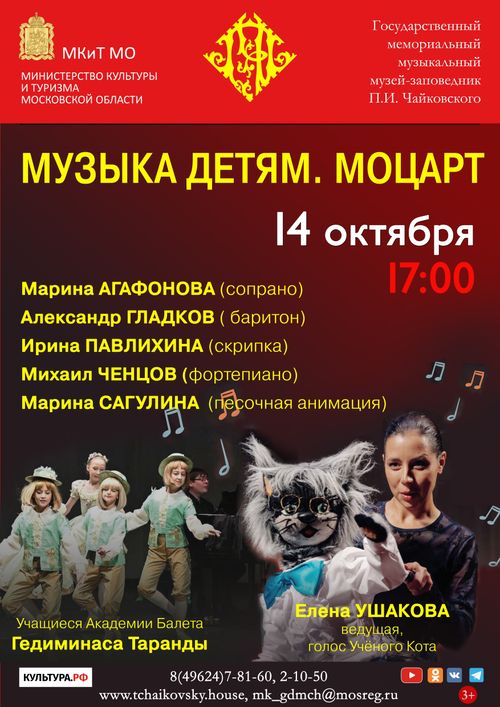 МКиТ МО
МИНИСТЕРСТВО КУЛЬТУРЫ
И ТУРИЗМА
МОСКОВСКОЙ ОБЛАСТИ
Государственный
мемориальный
музыкальный
музей-заповедник
П.И. Чайковского
МУЗЫКА ДЕТЯМ. МОЦАРТ
14 октября
17:00
Марина АГАФОНОВА (сопрано)
Александр ГЛАДКОВ ( баритон)
Ирина ПАВЛИХИНА (скрипка)
Михаил ЧЕНЦОВ (фортепиано)
Марина САГУЛИНА (песочная анимация)
Учащиеся Академии Балета
Гедиминаса Таранды
Елена УШАКОВА
ведущая,
голос Учёного Кота
КУЛЬТУРА.РФ
8(49624)7-81-60, 2-10-50
www.tchaikovsky.house, mk_gdmch@mosreg.ru
3+